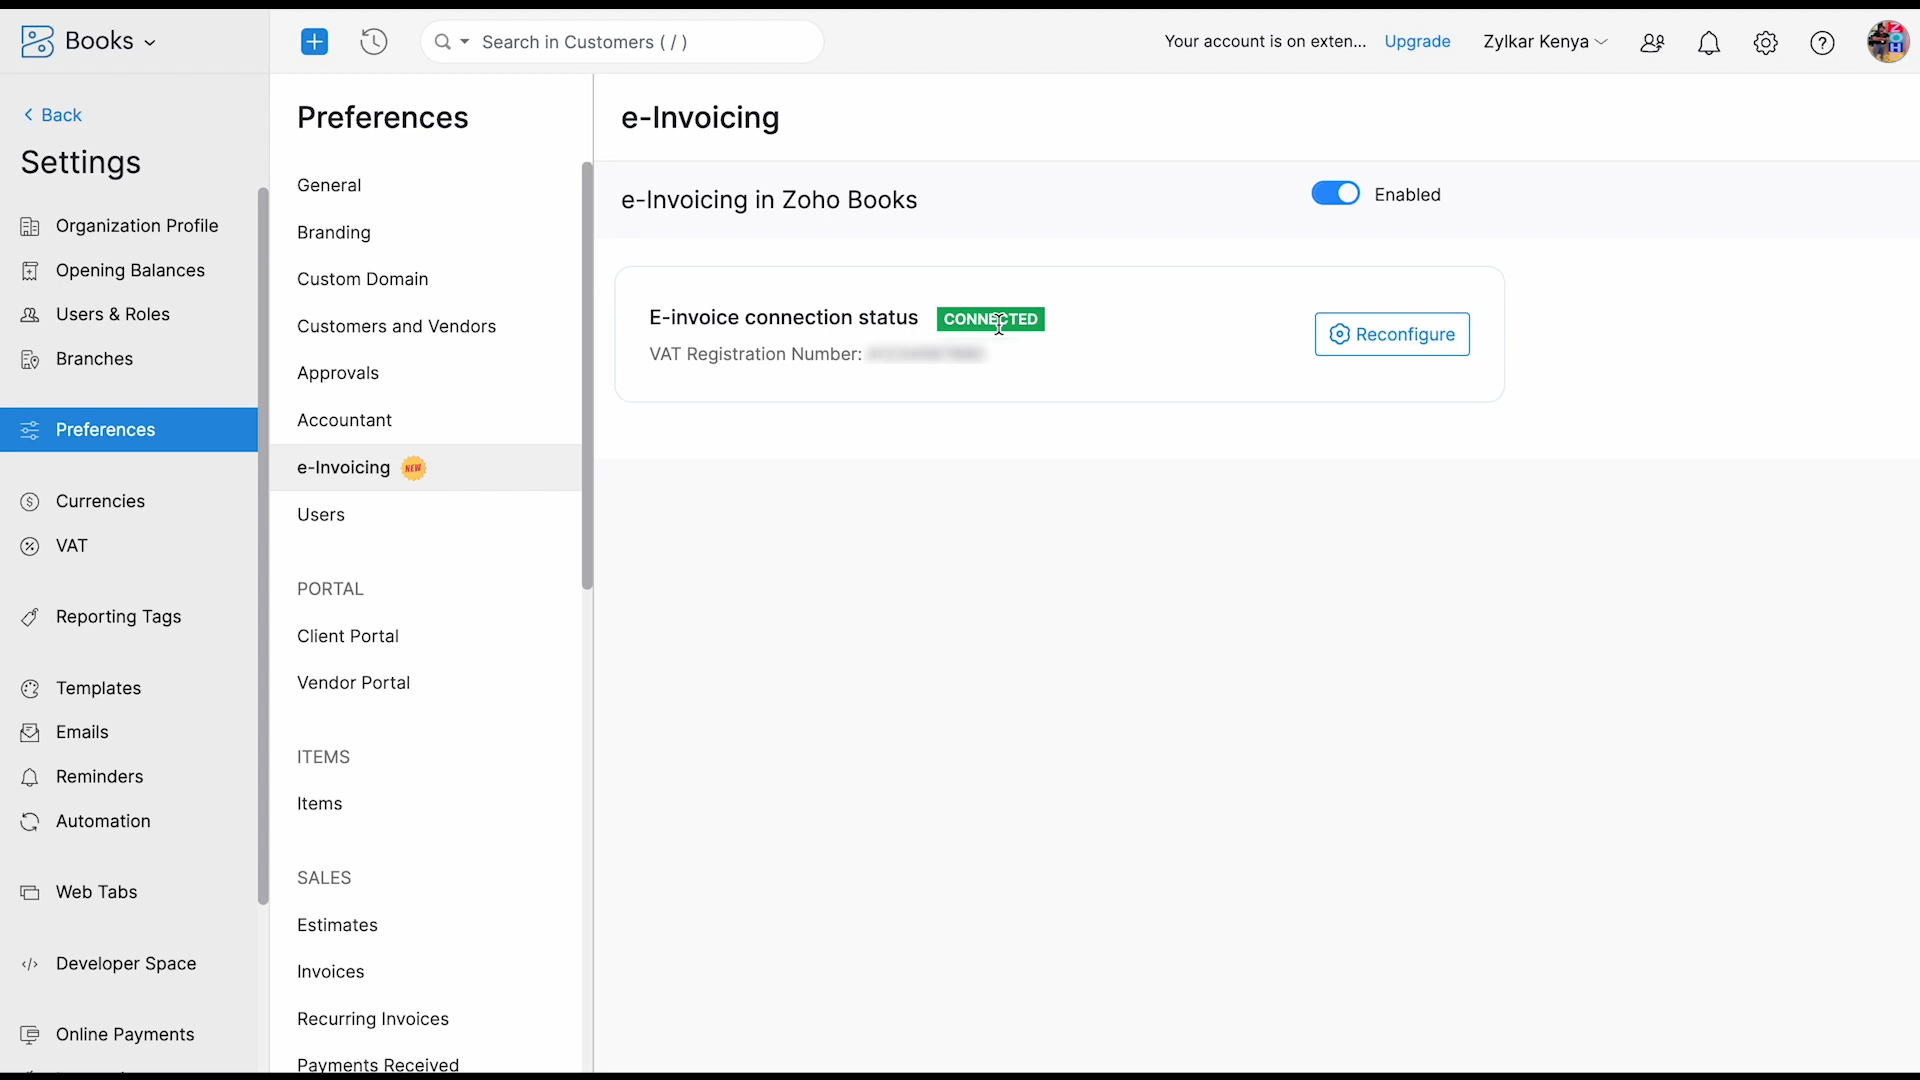 Books
Search in Customers ( / )
Your account is on exten...
Upgrade
Zylkar Kenya
Back
Settings
Organization Profile
Opening Balances
Users & Roles
Branches
Preferences
Currencies
VAT
Reporting Tags
Templates
Emails
Reminders
Automation
Web Tabs
Developer Space
Online Payments
Preferences
General
Branding
Custom Domain
Customers and Vendors
Approvals
Accountant
e-Invoicing NEW
Users
PORTAL
Client Portal
Vendor Portal
ITEMS
Items
SALES
Estimates
Invoices
Recurring Invoices
Payments Received
e-Invoicing
e-Invoicing in Zoho Books
Enabled
E-invoice connection status CONNECTED
VAT Registration Number:
Reconfigure